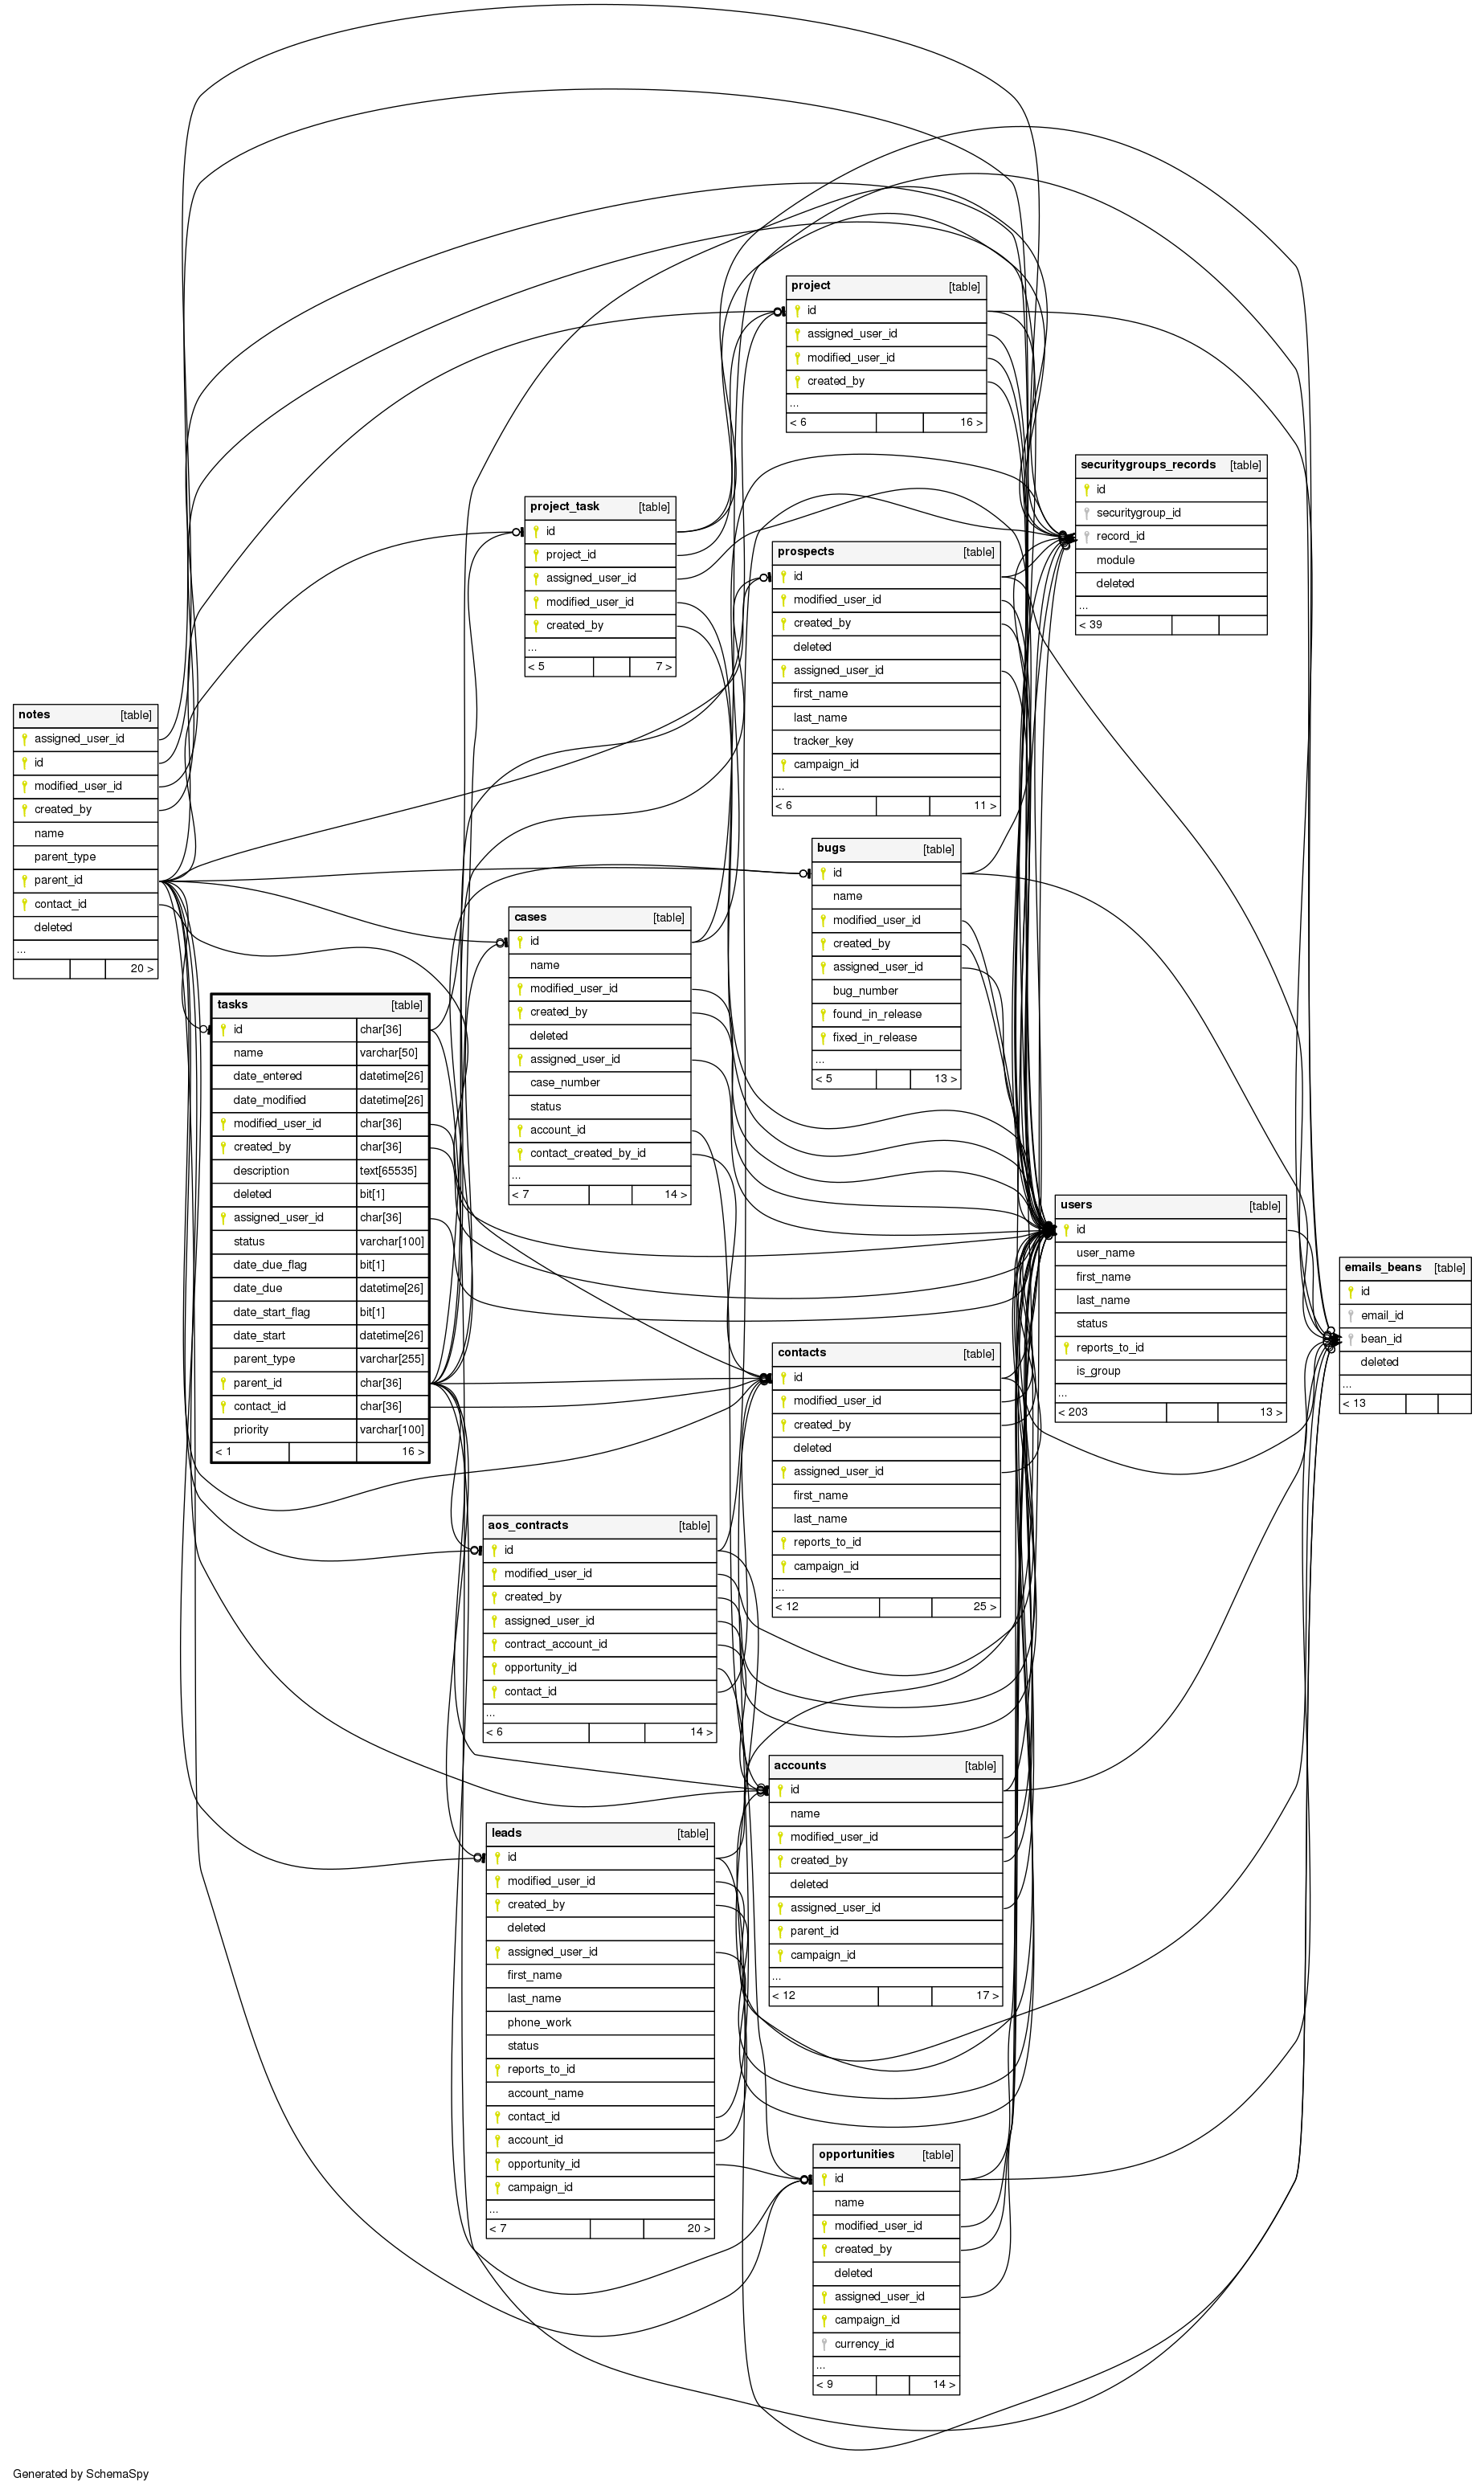 project [table]
id
assigned_user_id
modified_user_id
created_by
...
< 6 16 >
securitygroups_records [table]
id
securitygroup_id
record_id
module
deleted
...
< 39
project_task [table]
id
project_id
assigned_user_id
modified_user_id
created_by
...
< 5 7 >
prospects [table]
id
modified_user_id
created_by
deleted
assigned_user_id
first_name
last_name
tracker_key
campaign_id
...
< 6 11 >
notes [table]
assigned_user_id
id
modified_user_id
created_by
name
parent_type
parent_id
contact_id
deleted
...
20 >
bugs [table]
id
name
modified_user_id
created_by
assigned_user_id
bug_number
found_in_release
fixed_in_release
...
< 5 13 >
cases [table]
id
name
modified_user_id
created_by
deleted
assigned_user_id
case_number
status
account_id
contact_created_by_id
...
< 7 14 >
tasks [table]
id char[36]
name varchar[50]
date_entered datetime[26]
date_modified datetime[26]
modified_user_id char[36]
created_by char[36]
description text[65535]
deleted bit[1]
assigned_user_id char[36]
status varchar[100]
date_due_flag bit[1]
date_due datetime[26]
date_start_flag bit[1]
date_start datetime[26]
parent_type varchar[255]
parent_id char[36]
contact_id char[36]
priority varchar[100]
< 1 16 >
users [table]
id
user_name
first_name
last_name
status
reports_to_id
is_group
...
< 203 13 >
emails_beans [table]
id
email_id
bean_id
deleted
...
< 13
contacts [table]
id
modified_user_id
created_by
deleted
assigned_user_id
first_name
last_name
reports_to_id
campaign_id
...
< 12 25 >
aos_contracts [table]
id
modified_user_id
created_by
assigned_user_id
contract_account_id
opportunity_id
contact_id
...
< 6 14 >
accounts [table]
id
name
modified_user_id
created_by
deleted
assigned_user_id
parent_id
campaign_id
...
< 12 17 >
leads [table]
id
modified_user_id
created_by
deleted
assigned_user_id
first_name
last_name
phone_work
status
reports_to_id
account_name
contact_id
account_id
opportunity_id
campaign_id
...
< 7 20 >
opportunities [table]
id
name
modified_user_id
created_by
deleted
assigned_user_id
campaign_id
currency_id
...
< 9 14 >
Generated by SchemaSpy